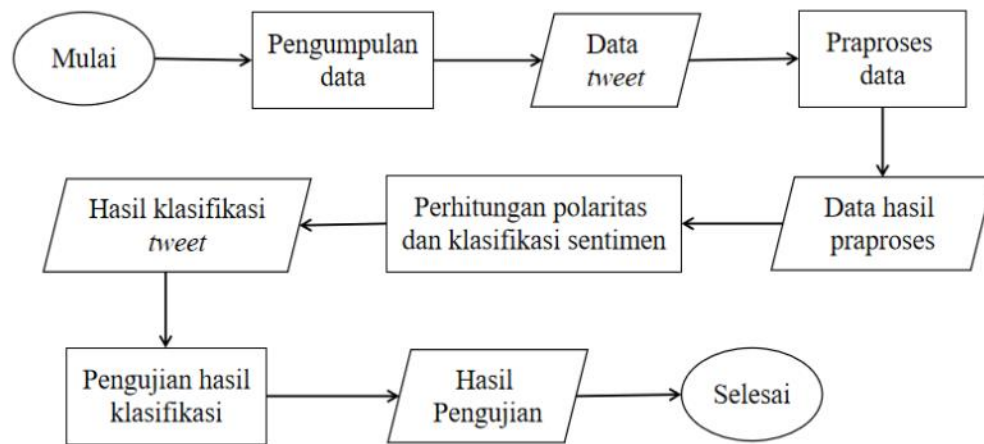 Mulai
Pengumpulan
data
Data
tweet
Praproses
data
Data hasil
praproses
Perhitungan polaritas
dan klasifikasi sentimen
Hasil klasifikasi
tweet
Pengujian hasil
klasifikasi
Hasil
Pengujian
Selesai